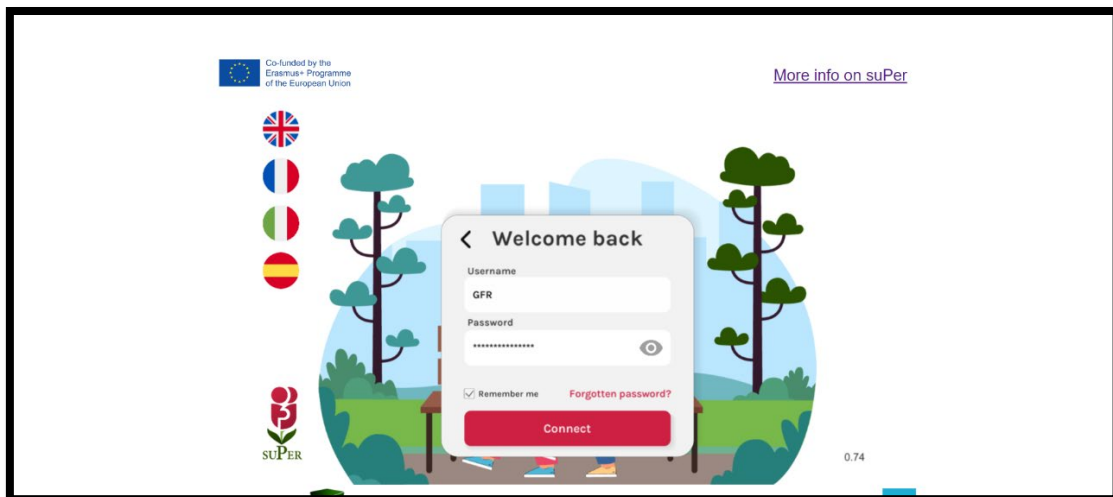 Co-funded by the
Erasmus+ Programme
of the European Union
More info on suPer
Welcome back
Username
GFR
Password
***************
Remember me
Forgotten password?
Connect
suPER
0.74